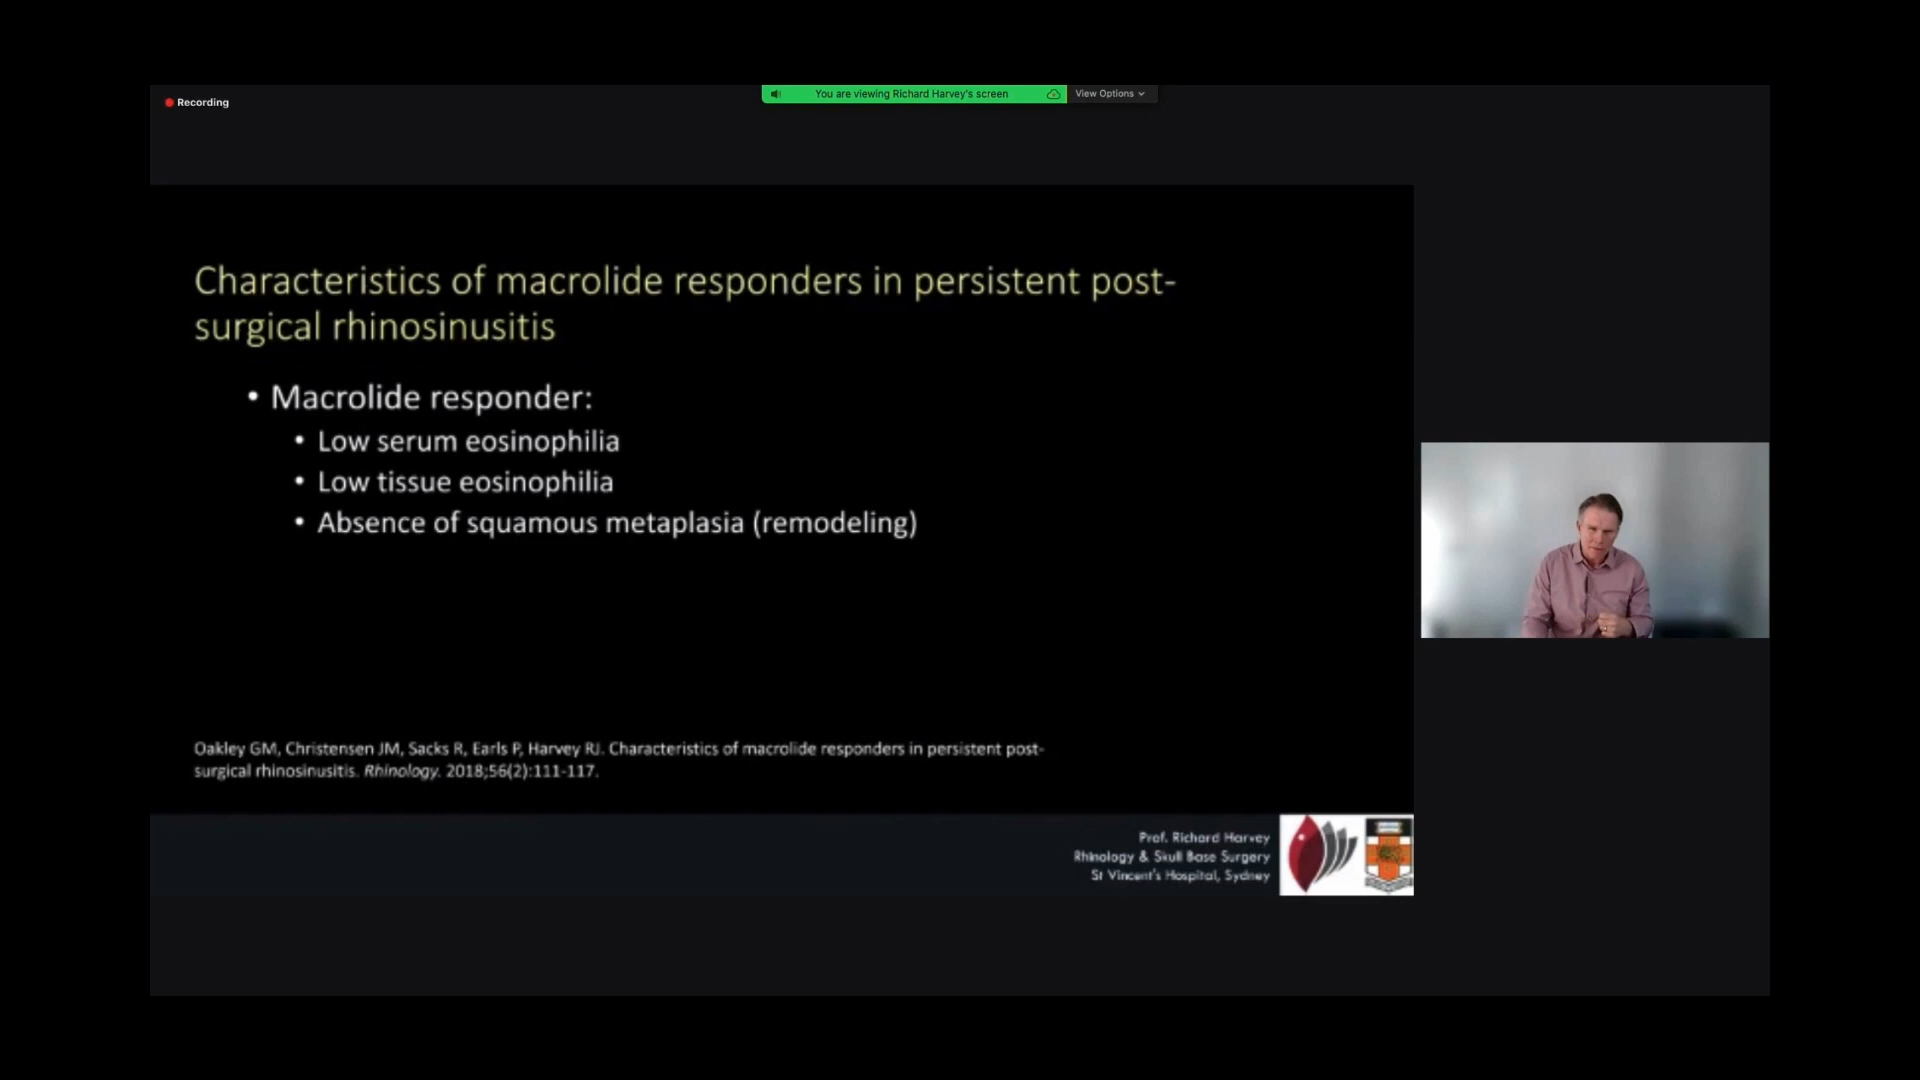 Recording
You are viewing Richard Harvey's screen
View Options
Characteristics of macrolide responders in persistent post-
surgical rhinosinusitis
• Macrolide responder:
• Low serum eosinophilia
• Low tissue eosinophilia
• Absence of squamous metaplasia (remodeling)
Oakley GM, Christensen JM, Sacks R, Earls P, Harvey RJ. Characteristics of macrolide responders in persistent post-
surgical rhinosinusitis. Rhinology. 2018;56(2):111-117.
Prof. Richard Harvey
Rhinology & Skull Base Surgery
St Vincent's Hospital, Sydney